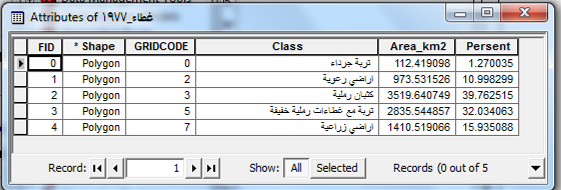 Attributes of غطاء_١٩٧٧
FID * Shape GRIDCODE Class Area_km2 Persent
0 Polygon 0 تربة جرداء 112.419098 1.270035
1 Polygon 2 اراضي رعوية 973.531526 10.998299
2 Polygon 3 كثبان رملية 3519.640749 39.762515
3 Polygon 5 تربة مع غطاءات رملية خفيفة 2835.544857 32.034063
4 Polygon 7 اراضي زراعية 1410.519066 15.935088
Record: 1 Show: All Selected Records (0 out of 5